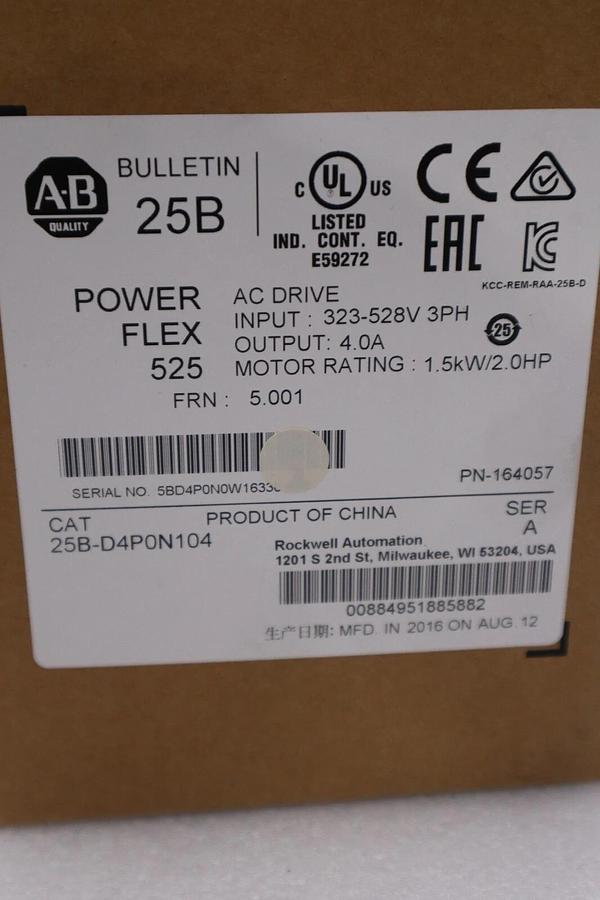 A-B
QUALITY
BULLETIN
25B
C UL US
LISTED
IND. CONT. EQ.
E59272
CE
EAC
KC
KCC-REM-RAA-25B-D
POWER
FLEX
525
AC DRIVE
INPUT : 323-528V 3PH
OUTPUT: 4.0A
MOTOR RATING : 1.5kW/2.0HP
25
FRN : 5.001
SERIAL NO. 5BD4P0N0W1633
PN-164057
CAT
25B-D4P0N104
PRODUCT OF CHINA
SER
A
Rockwell Automation
1201 S 2nd St, Milwaukee, WI 53204, USA
00884951885882
生产日期: MFD. IN 2016 ON AUG. 12